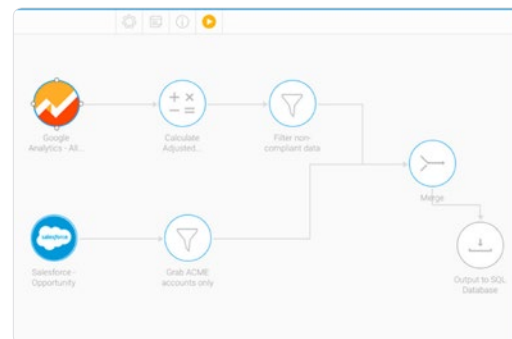 Google
Analytics - All...
Calculate
Adjusted...
Filter non-
compliant data
Merge
salesforce
Salesforce -
Opportunity
Grab ACME
accounts only
Output to SQL
Database